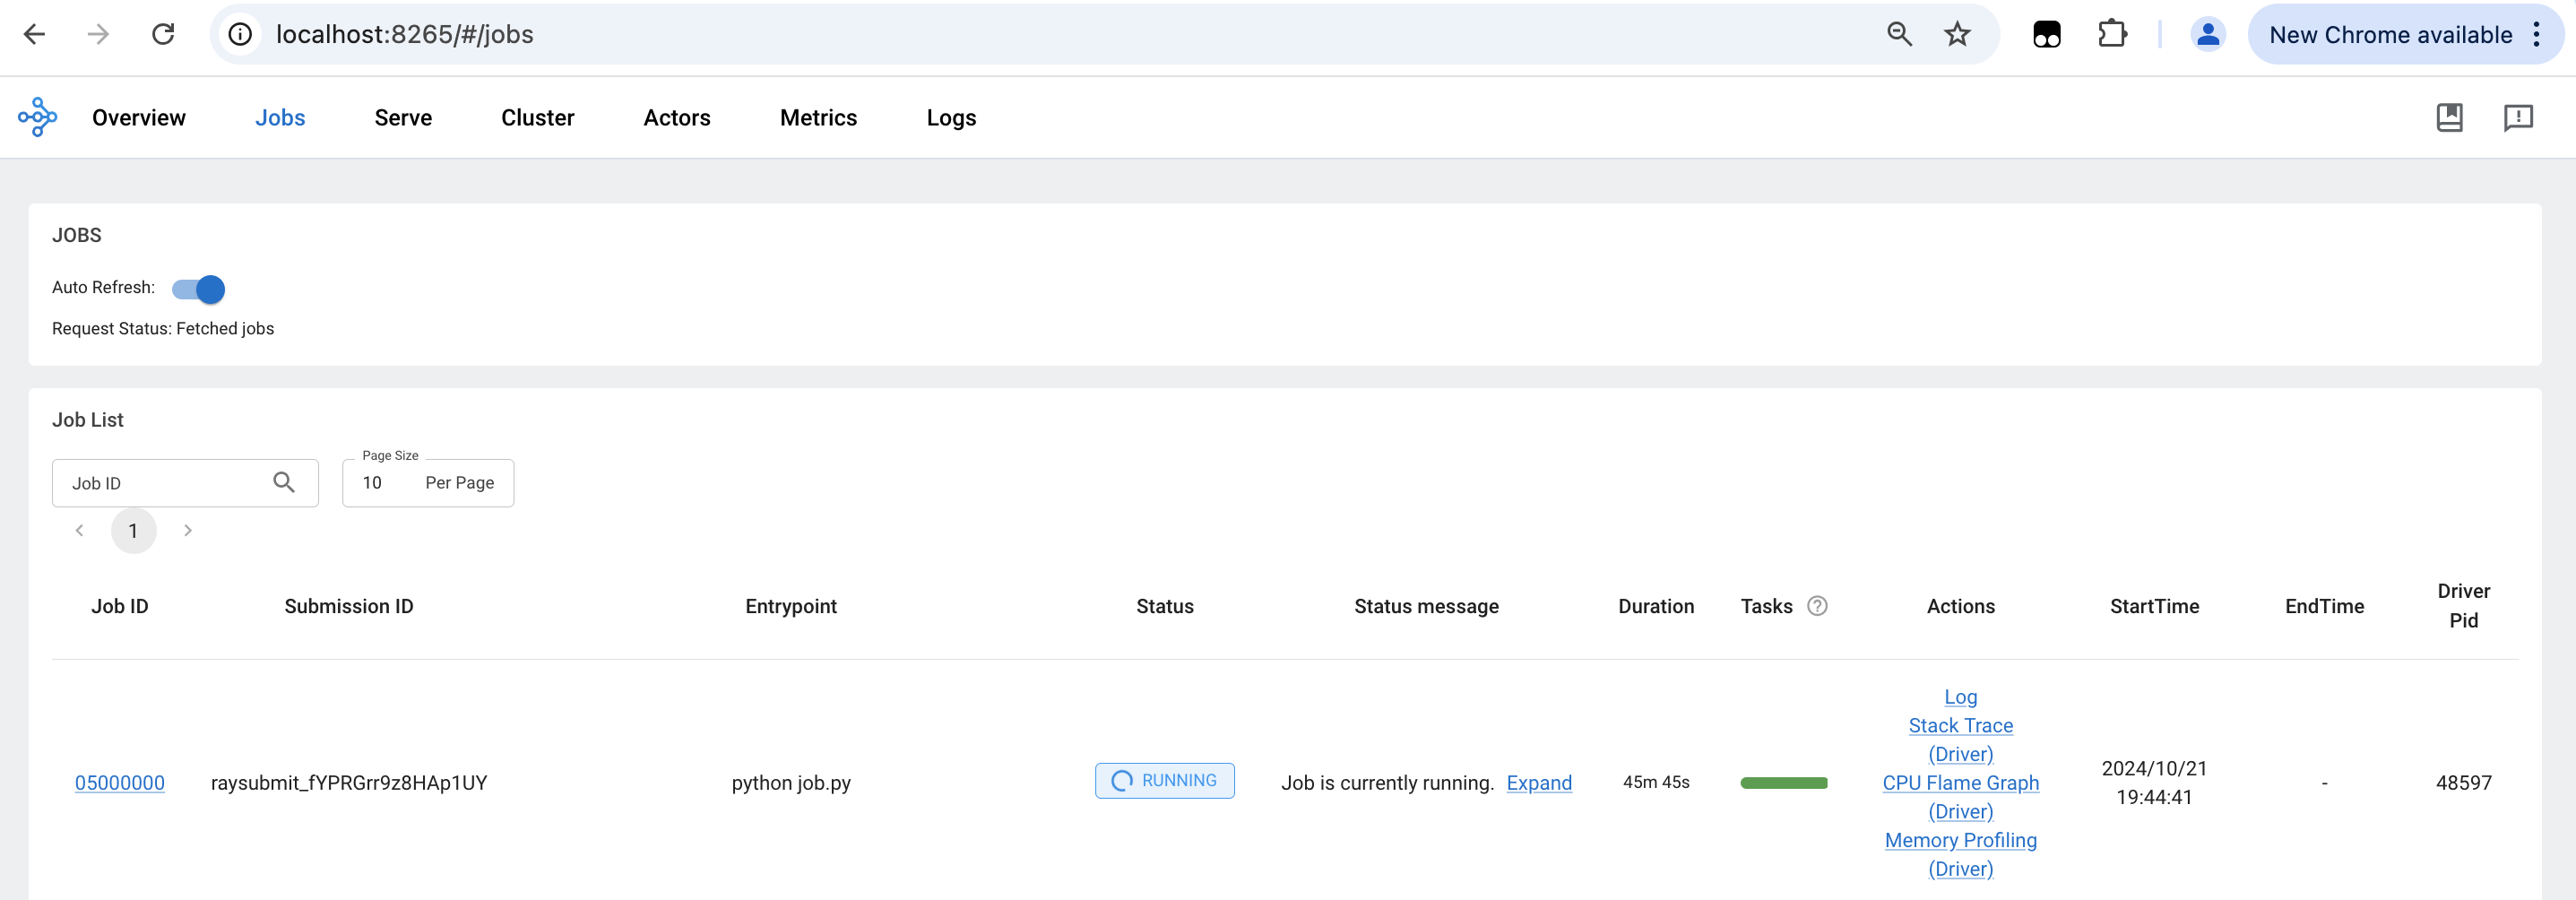 localhost:8265/#/jobs
New Chrome available
Overview Jobs Serve Cluster Actors Metrics Logs
JOBS
Auto Refresh:
Request Status: Fetched jobs
Job List
Job ID
Page Size
10 Per Page
1
Job ID Submission ID Entrypoint Status Status message Duration Tasks Actions StartTime EndTime Driver Pid
05000000 raysubmit_fYPRGrr9z8HAp1UY python job.py RUNNING Job is currently running. Expand 45m 45s
Log
Stack Trace
(Driver)
CPU Flame Graph
(Driver)
Memory Profiling
(Driver)
2024/10/21
19:44:41
-
48597